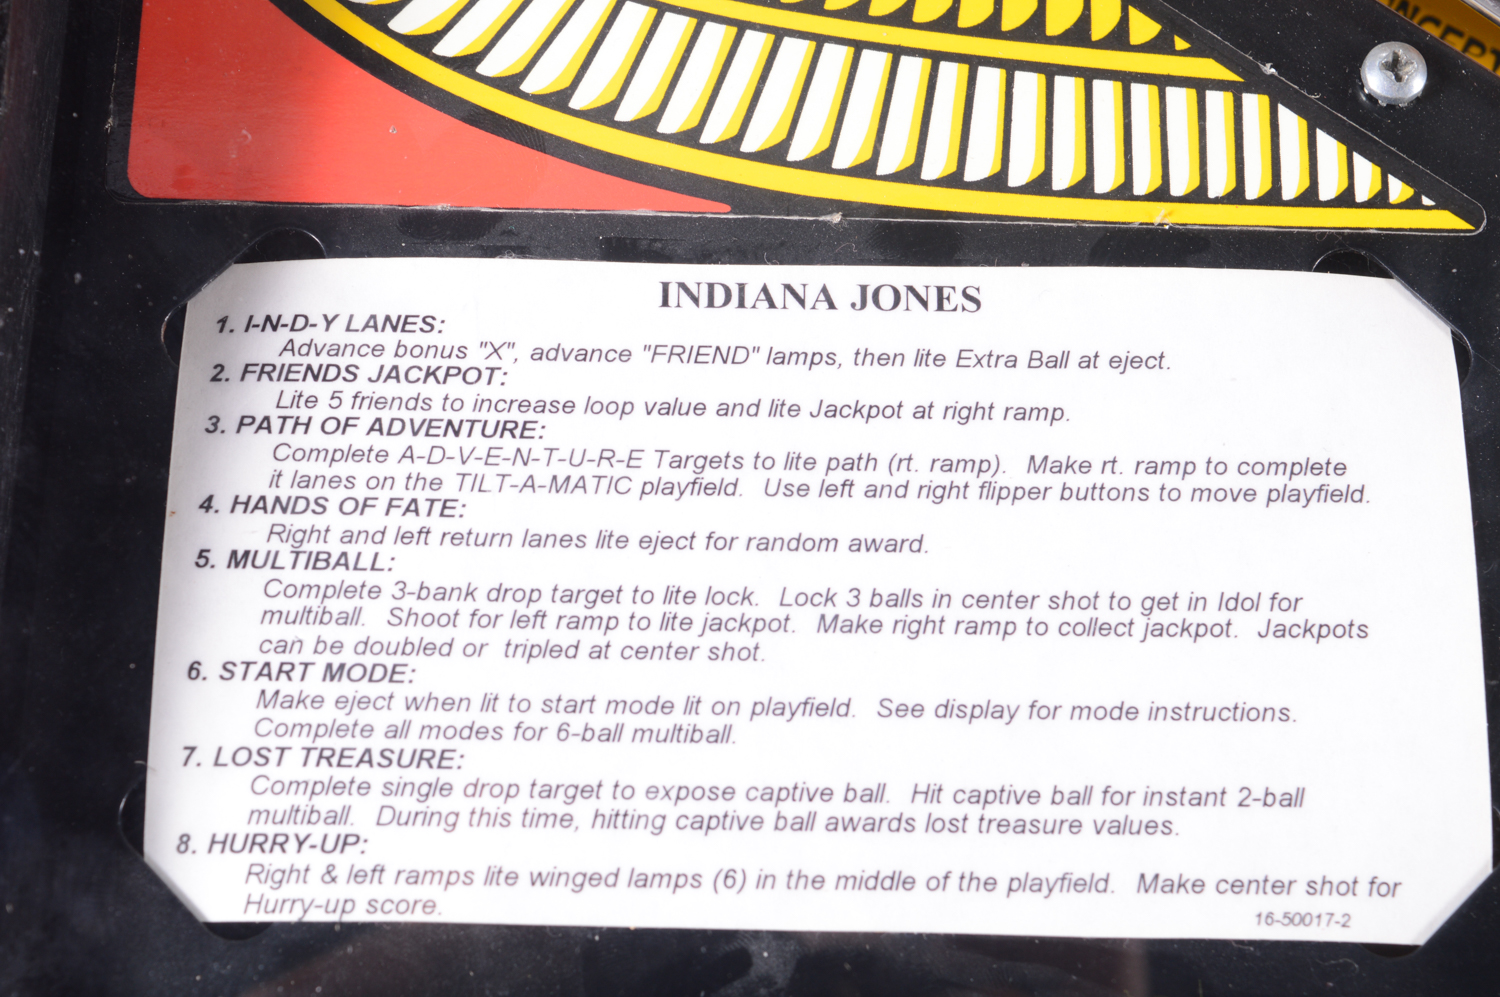 INDIANA JONES
1. I-N-D-Y LANES:
Advance bonus "X", advance "FRIEND" lamps, then lite Extra Ball at eject.
2. FRIENDS JACKPOT:
Lite 5 friends to increase loop value and lite Jackpot at right ramp.
3. PATH OF ADVENTURE:
Complete A-D-V-E-N-T-U-R-E Targets to lite path (rt. ramp). Make rt. ramp to complete
it lanes on the TILT-A-MATIC playfield. Use left and right flipper buttons to move playfield.
4. HANDS OF FATE:
Right and left return lanes lite eject for random award.
5. MULTIBALL:
Complete 3-bank drop target to lite lock. Lock 3 balls in center shot to get in Idol for
multiball. Shoot for left ramp to lite jackpot. Make right ramp to collect jackpot. Jackpots
can be doubled or tripled at center shot.
6. START MODE:
Make eject when lit to start mode lit on playfield. See display for mode instructions.
Complete all modes for 6-ball multiball.
7. LOST TREASURE:
Complete single drop target to expose captive ball. Hit captive ball for instant 2-ball
multiball. During this time, hitting captive ball awards lost treasure values.
8. HURRY-UP:
Right & left ramps lite winged lamps (6) in the middle of the playfield. Make center shot for
Hurry-up score.
16-50017-2